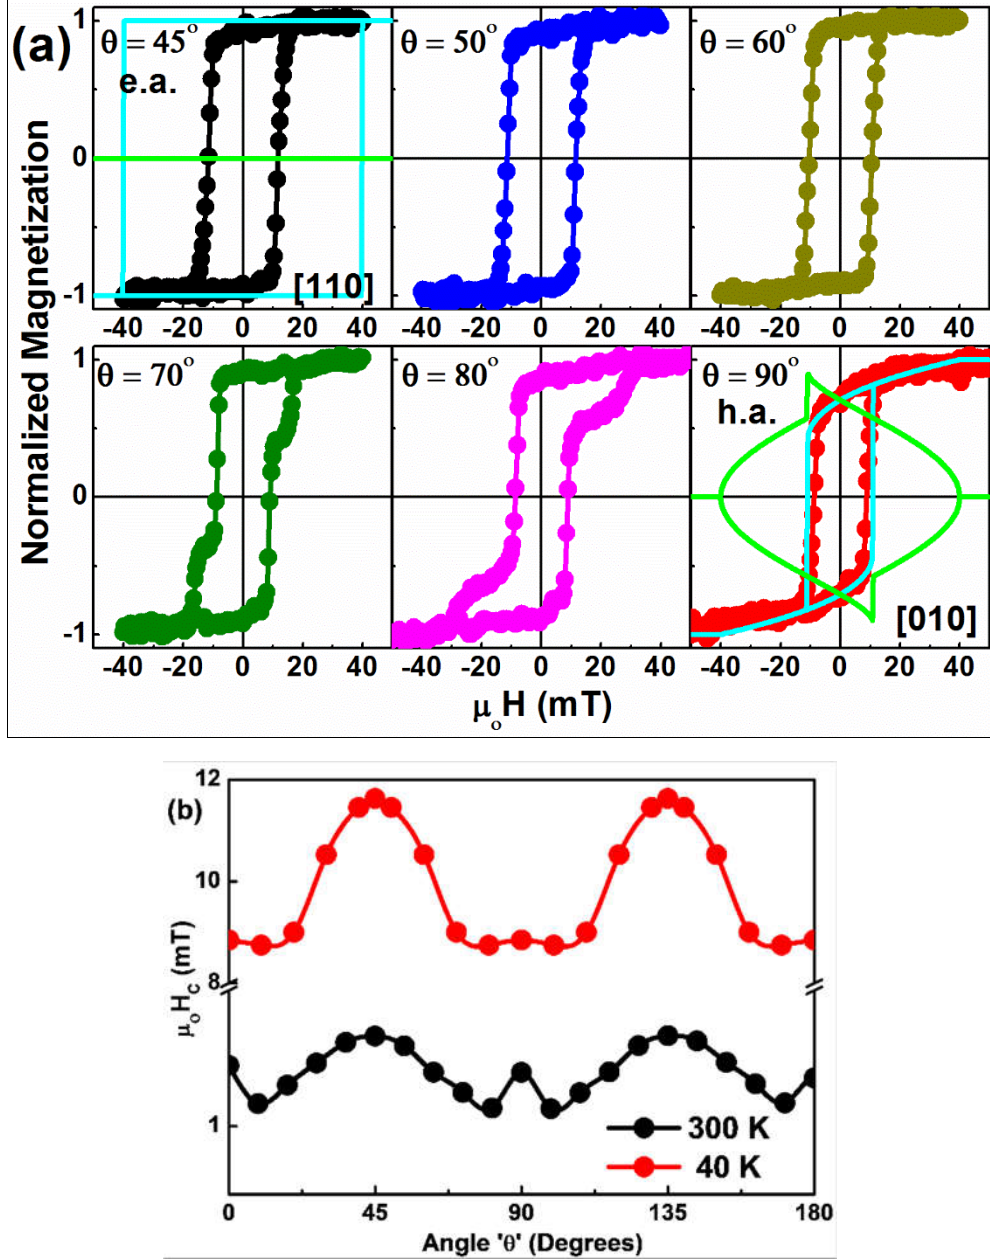 (a)
θ = 45°
e.a.
[110]
θ = 50°
θ = 60°
1
0
-1
-40 -20 0 20 40
-40 -20 0 20 40
-40 -20 0 20 40
Normalized Magnetization
θ = 70°
θ = 80°
θ = 90°
h.a.
[010]
1
0
-1
-40 -20 0 20 40
-40 -20 0 20 40
-40 -20 0 20 40
μₒH (mT)
(b)
12
10
8
1
μₒH_C (mT)
300 K
40 K
0 45 90 135 180
Angle 'θ' (Degrees)